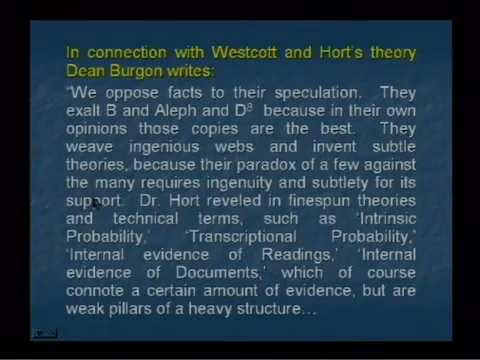 In connection with Westcott and Hort's theory
Dean Burgon writes:
"We oppose facts to their speculation. They
exalt B and Aleph and D³ because in their own
opinions those copies are the best. They
weave ingenious webs and invent subtle
theories, because their paradox of a few against
the many requires ingenuity and subtlety for its
support. Dr. Hort reveled in finespun theories
and technical terms, such as 'Intrinsic
Probability,' 'Transcriptional Probability,'
'Internal evidence of Readings,' 'Internal
evidence of Documents,' which of course
connote a certain amount of evidence, but are
weak pillars of a heavy structure…